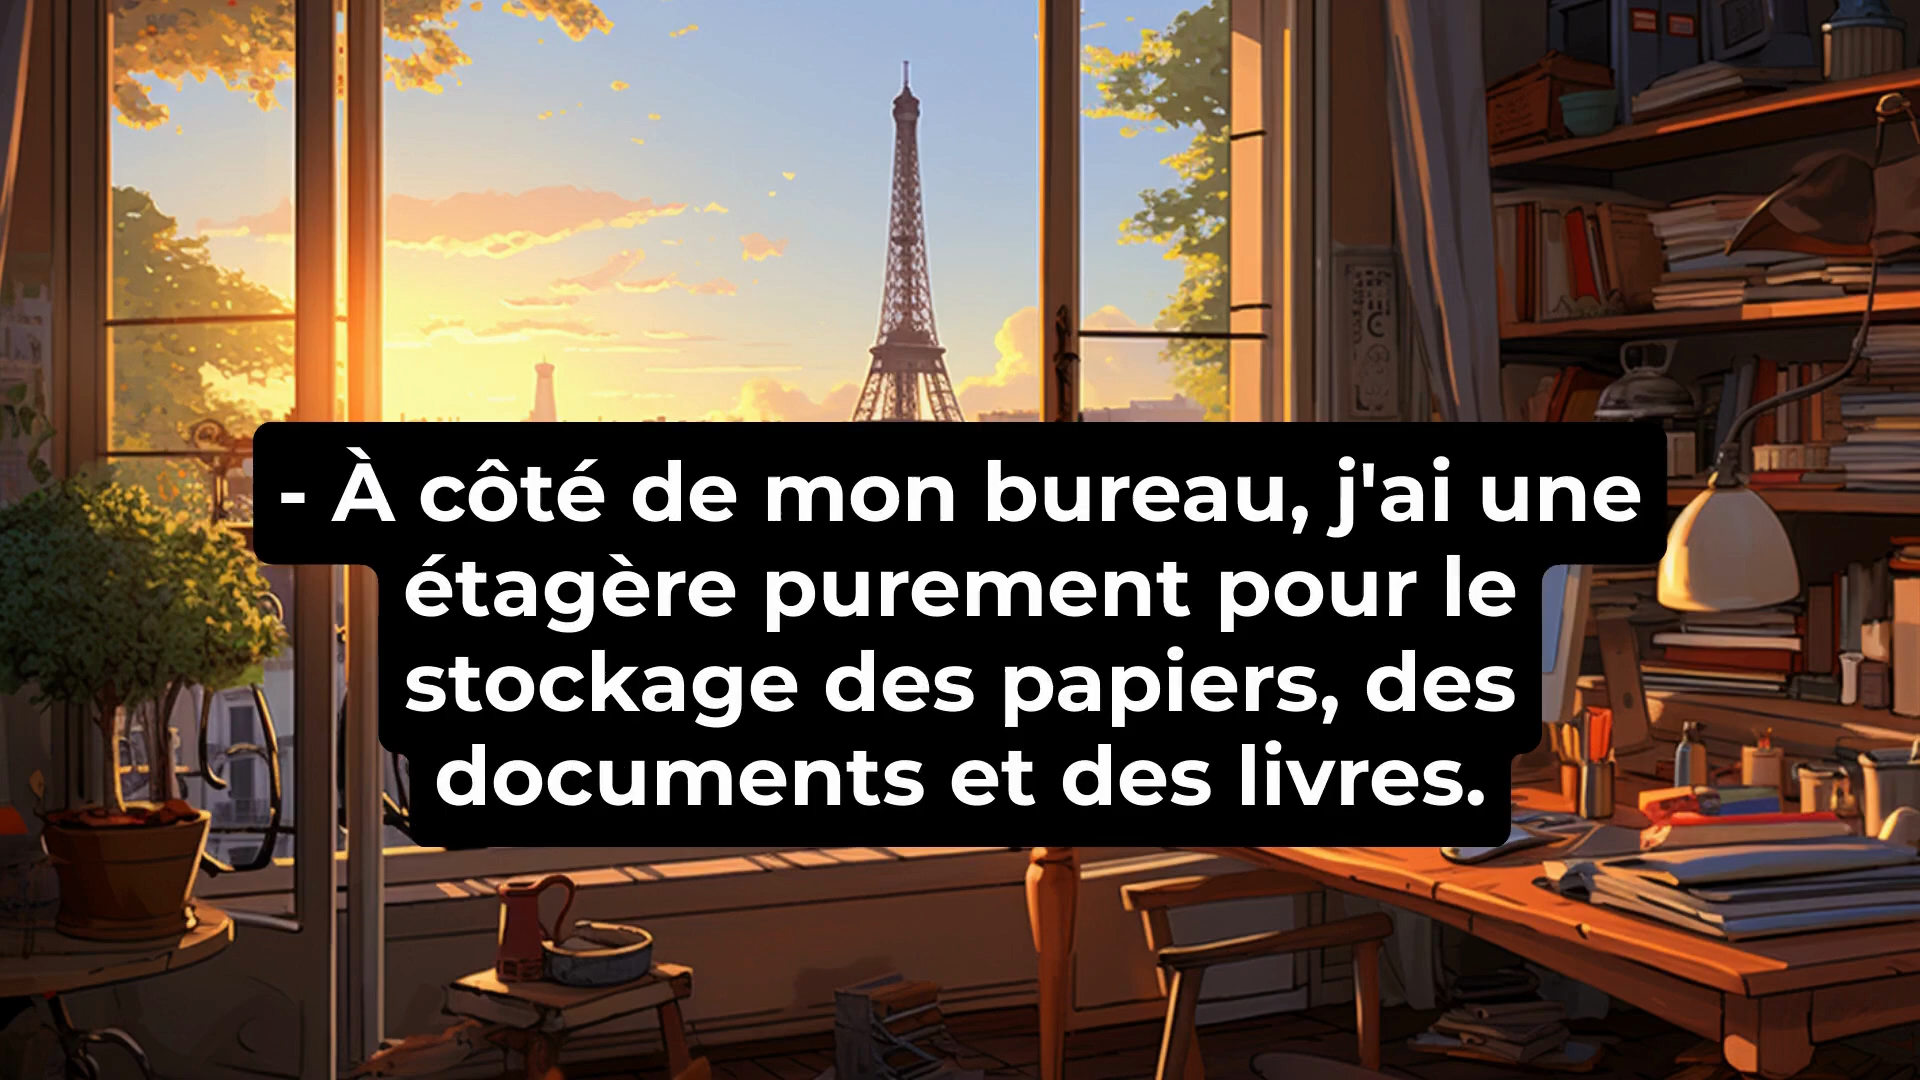 - À côté de mon bureau, j'ai une
étagère purement pour le
stockage des papiers, des
documents et des livres.